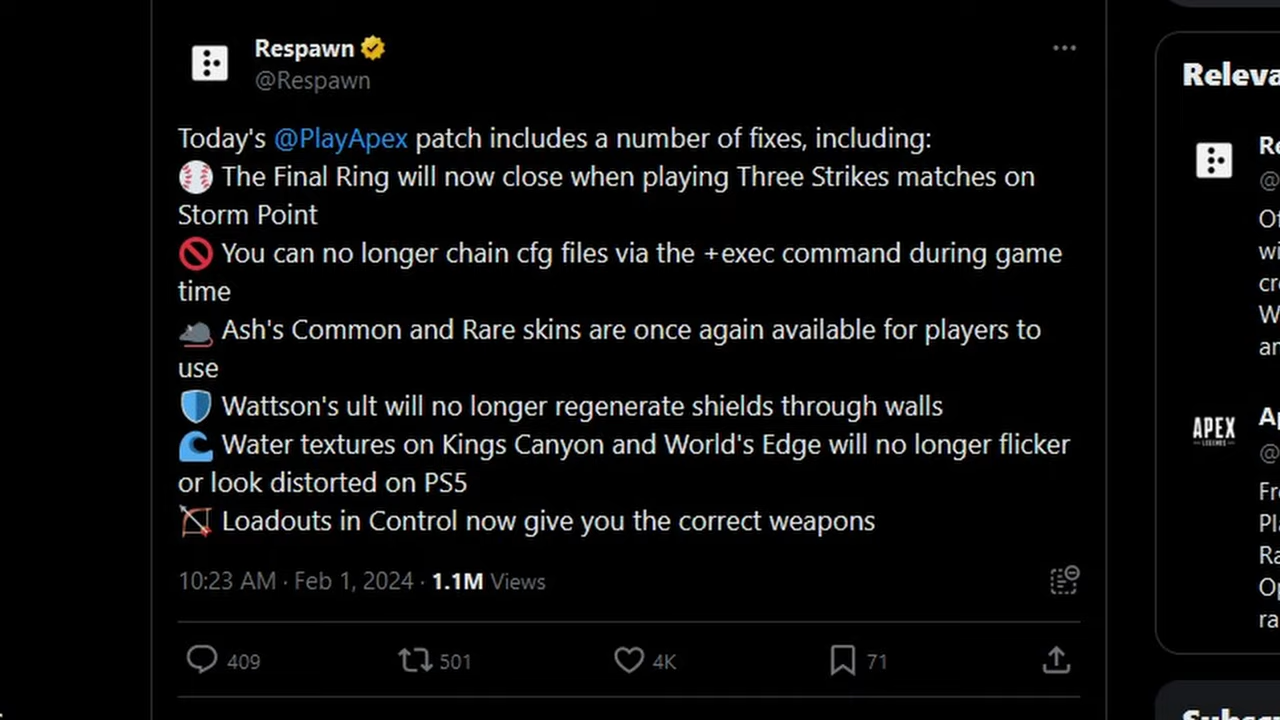 Respawn
@Respawn
Today's @PlayApex patch includes a number of fixes, including:
The Final Ring will now close when playing Three Strikes matches on
Storm Point
You can no longer chain cfg files via the +exec command during game
time
Ash's Common and Rare skins are once again available for players to
use
Wattson's ult will no longer regenerate shields through walls
Water textures on Kings Canyon and World's Edge will no longer flicker
or look distorted on PS5
Loadouts in Control now give you the correct weapons
10:23 AM · Feb 1, 2024 · 1.1M Views
409 501 4K 71
APEX
LEGENDS